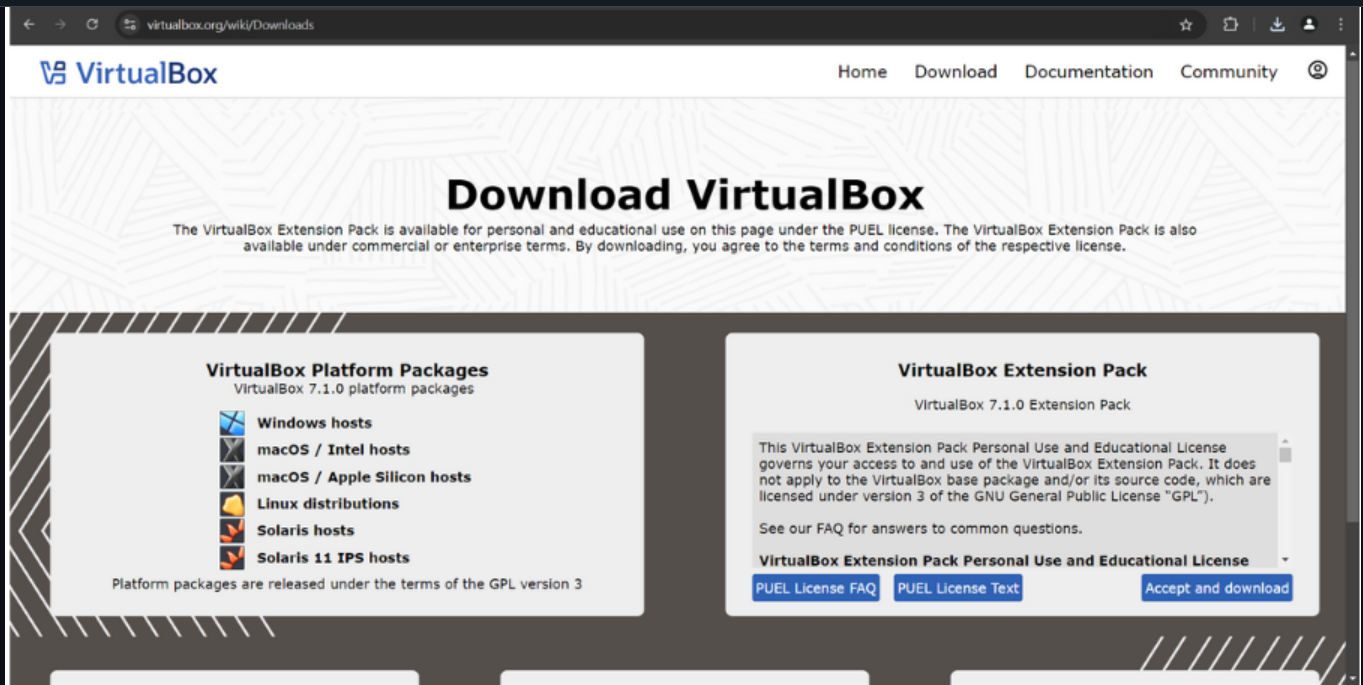 virtualbox.org/wiki/Downloads
VirtualBox
Home Download Documentation Community
Download VirtualBox
The VirtualBox Extension Pack is available for personal and educational use on this page under the PUEL license. The VirtualBox Extension Pack is also
available under commercial or enterprise terms. By downloading, you agree to the terms and conditions of the respective license.
VirtualBox Platform Packages
VirtualBox 7.1.0 platform packages
Windows hosts
macOS / Intel hosts
macOS / Apple Silicon hosts
Linux distributions
Solaris hosts
Solaris 11 IPS hosts
Platform packages are released under the terms of the GPL version 3
VirtualBox Extension Pack
VirtualBox 7.1.0 Extension Pack
This VirtualBox Extension Pack Personal Use and Educational License
governs your access to and use of the VirtualBox Extension Pack. It does
not apply to the VirtualBox base package and/or its source code, which are
licensed under version 3 of the GNU General Public License "GPL").
See our FAQ for answers to common questions.
VirtualBox Extension Pack Personal Use and Educational License
PUEL License FAQ PUEL License Text Accept and download